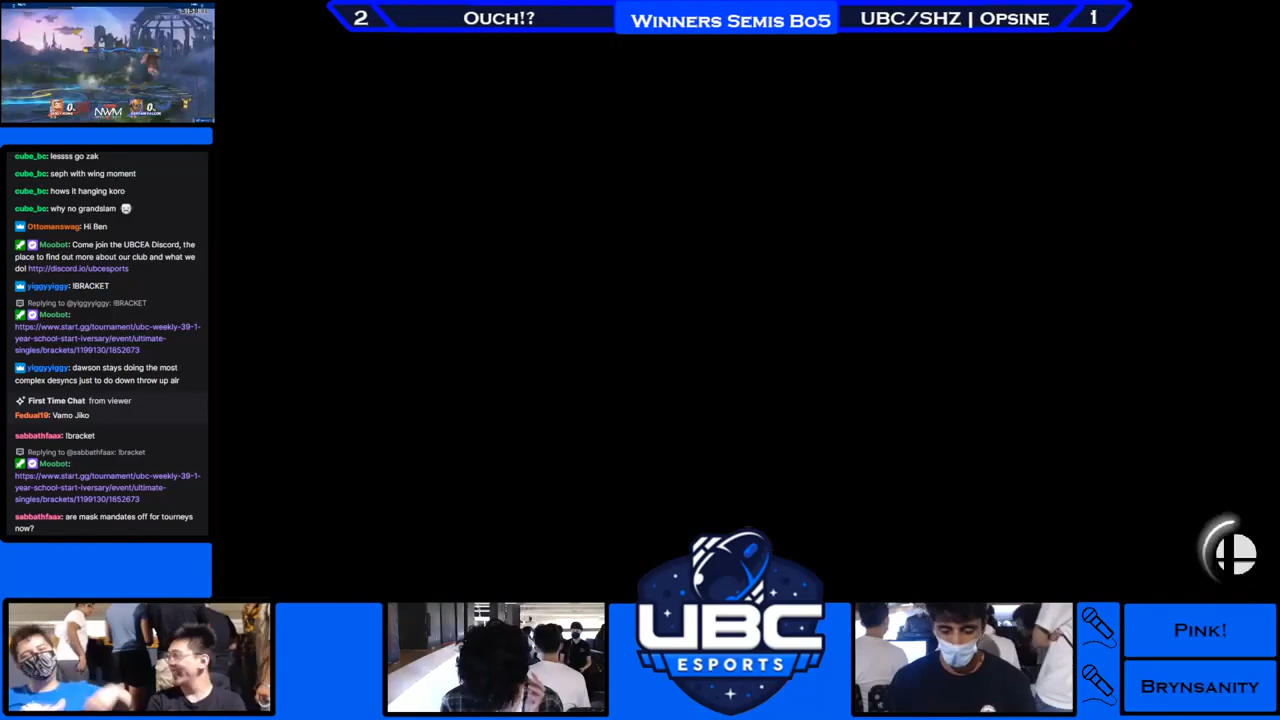 2
Ouch!?
Winners Semis Bo5
UBC/SHZ | Opsine
1
0%
NWM
0%
cube_bc: lessss go zak
cube_bc: seph with wing moment
cube_bc: hows it hanging koro
cube_bc: why no grandslam
Ottomanswag: Hi Ben
Moobot: Come join the UBCEA Discord, the
place to find out more about our club and what we
do! http://discord.io/ubcesports
yiggyyiggy: !BRACKET
Replying to @yiggyyiggy: !BRACKET
Moobot:
https://www.start.gg/tournament/ubc-weekly-39-1-
year-school-start-iversary/event/ultimate-
singles/brackets/1199130/1852673
yiggyyiggy: dawson stays doing the most
complex desyncs just to do down throw up air
First Time Chat from viewer
Fedual19: Vamo Jiko
sabbathfaax: !bracket
Replying to @sabbathfaax: !bracket
Moobot:
https://www.start.gg/tournament/ubc-weekly-39-1-
year-school-start-iversary/event/ultimate-
singles/brackets/1199130/1852673
sabbathfaax: are mask mandates off for tourneys
now?
UBC
ESPORTS
Pink!
Brynsanity